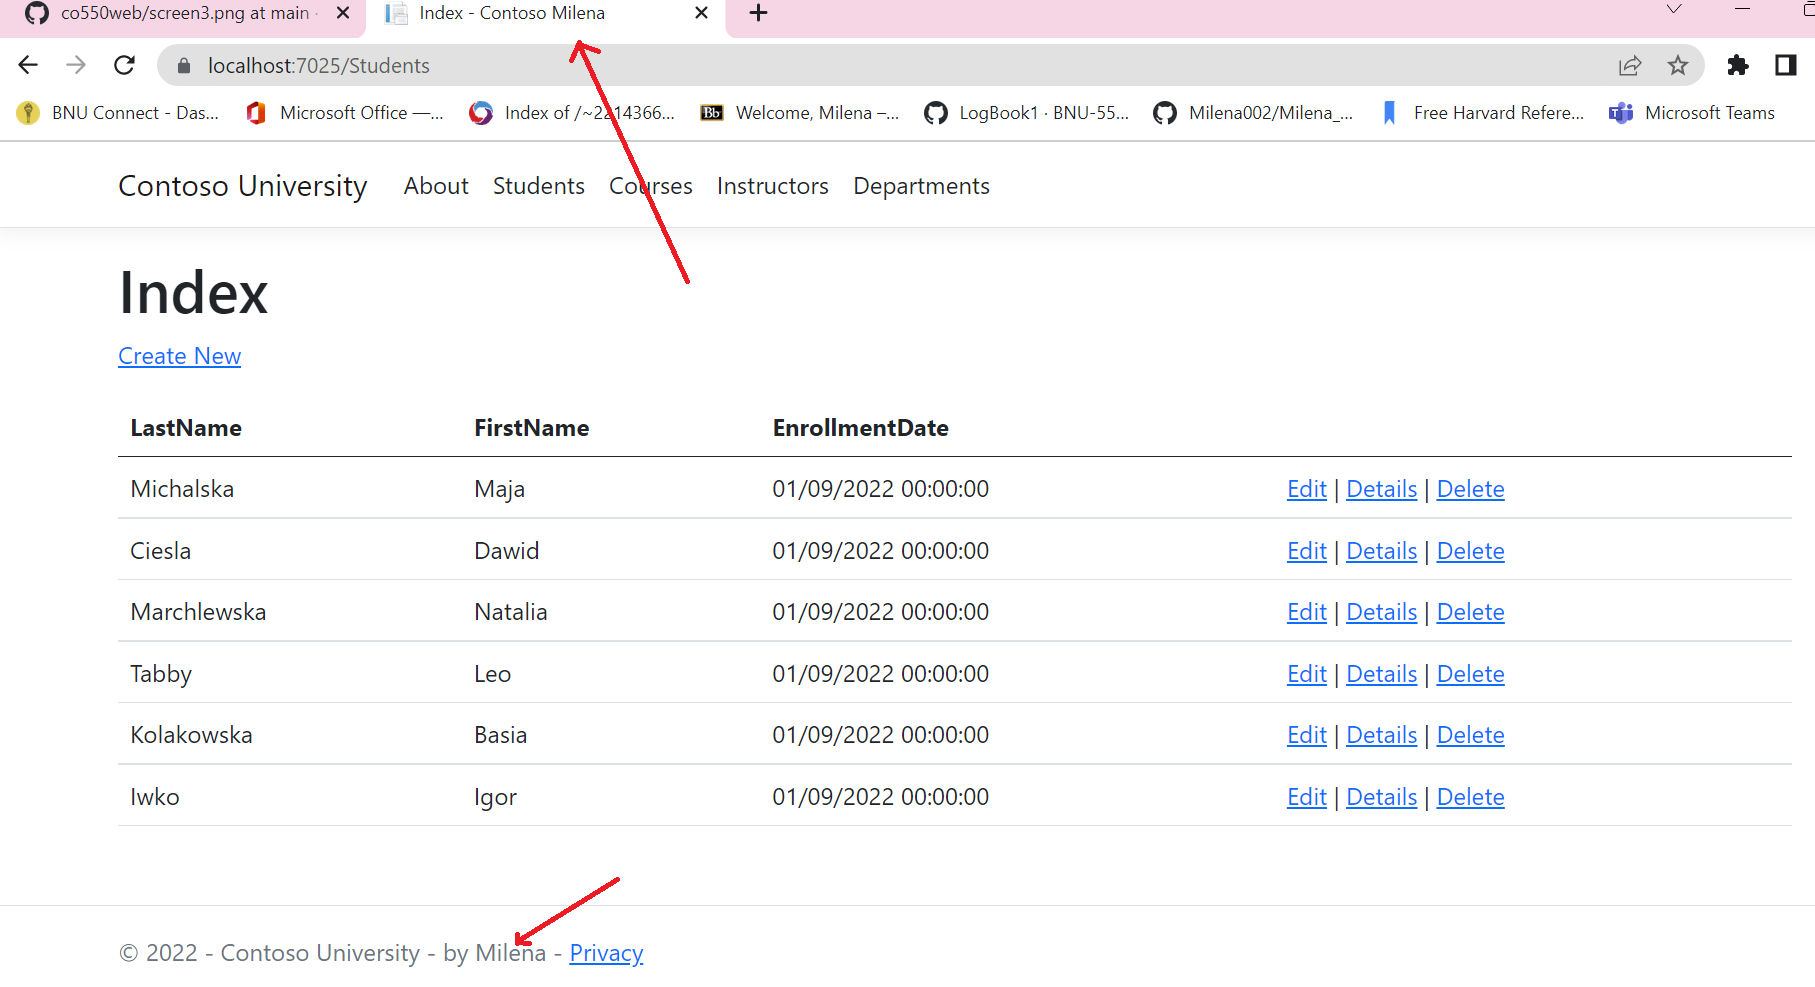 co550web/screen3.png at main ·
Index - Contoso Milena
localhost:7025/Students
BNU Connect - Das...
Microsoft Office —...
Index of /~2214366...
Bb Welcome, Milena –...
LogBook1 · BNU-55...
Milena002/Milena_...
Free Harvard Refere...
Microsoft Teams
Contoso University About Students Courses Instructors Departments
Index
Create New
LastName FirstName EnrollmentDate
Michalska Maja 01/09/2022 00:00:00 Edit | Details | Delete
Ciesla Dawid 01/09/2022 00:00:00 Edit | Details | Delete
Marchlewska Natalia 01/09/2022 00:00:00 Edit | Details | Delete
Tabby Leo 01/09/2022 00:00:00 Edit | Details | Delete
Kolakowska Basia 01/09/2022 00:00:00 Edit | Details | Delete
Iwko Igor 01/09/2022 00:00:00 Edit | Details | Delete
© 2022 - Contoso University - by Milena - Privacy